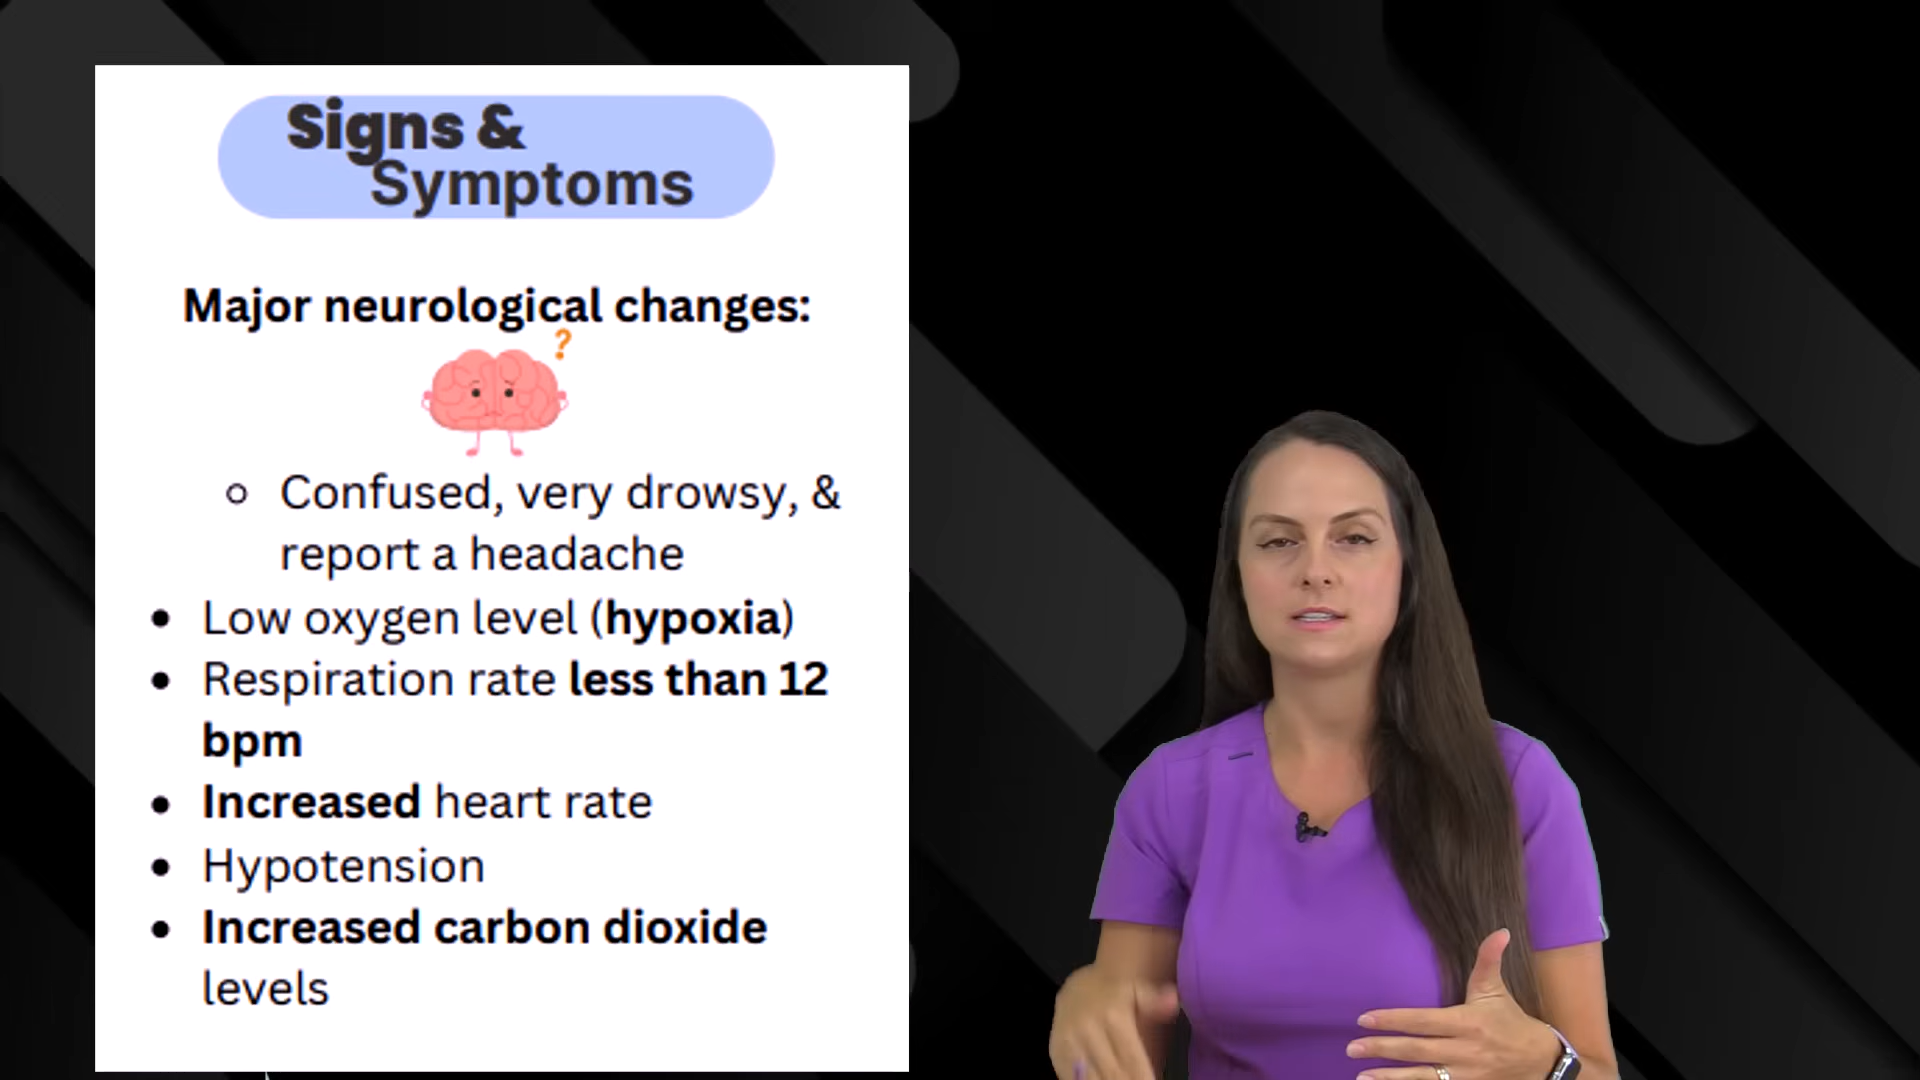 Signs &
Symptoms
Major neurological changes:
?
Confused, very drowsy, &
report a headache
Low oxygen level (hypoxia)
Respiration rate less than 12
bpm
Increased heart rate
Hypotension
Increased carbon dioxide
levels